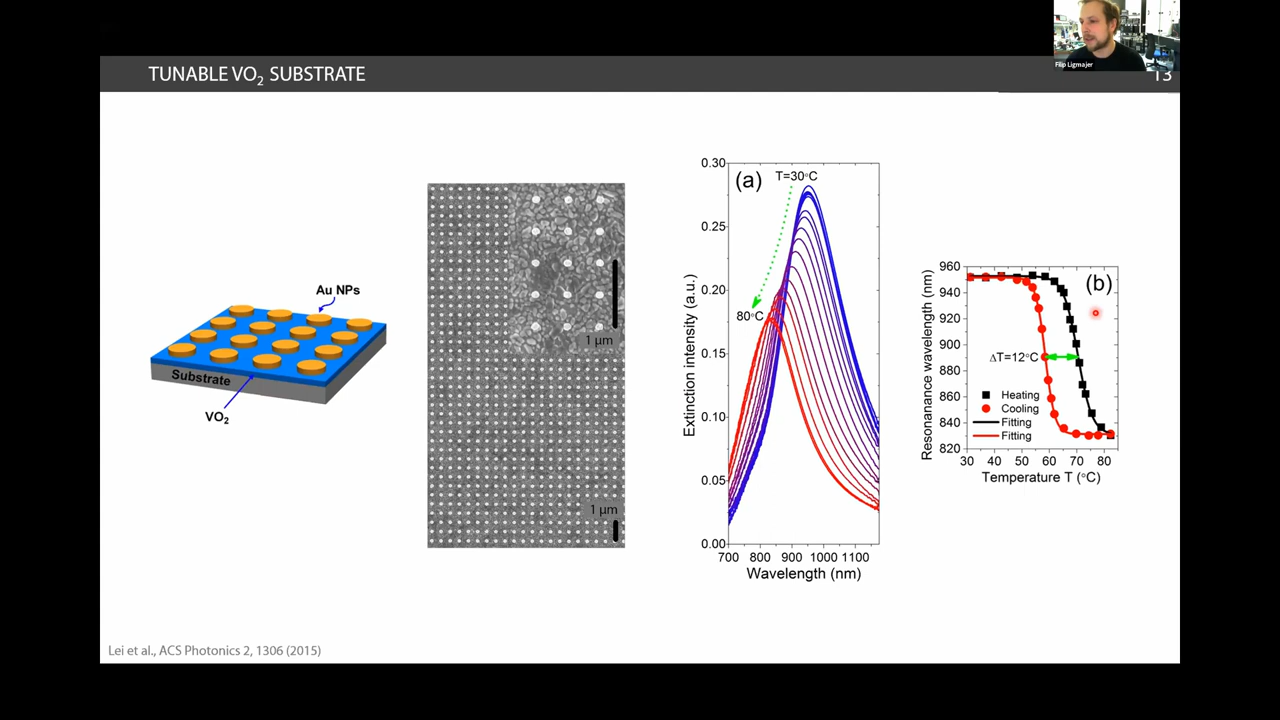 Filip Ligmajer
TUNABLE VO2 SUBSTRATE
13
Au NPs
Substrate
VO2
1 µm
1 µm
(a)
T=30°C
80°C
0.30
0.25
0.20
0.15
0.10
0.05
0.00
Extinction intensity (a.u.)
700 800 900 1000 1100
Wavelength (nm)
(b)
960
940
920
900
880
860
840
820
Resonanance wavelength (nm)
ΔT=12°C
Heating
Cooling
Fitting
Fitting
30 40 50 60 70 80
Temperature T (°C)
Lei et al., ACS Photonics 2, 1306 (2015)